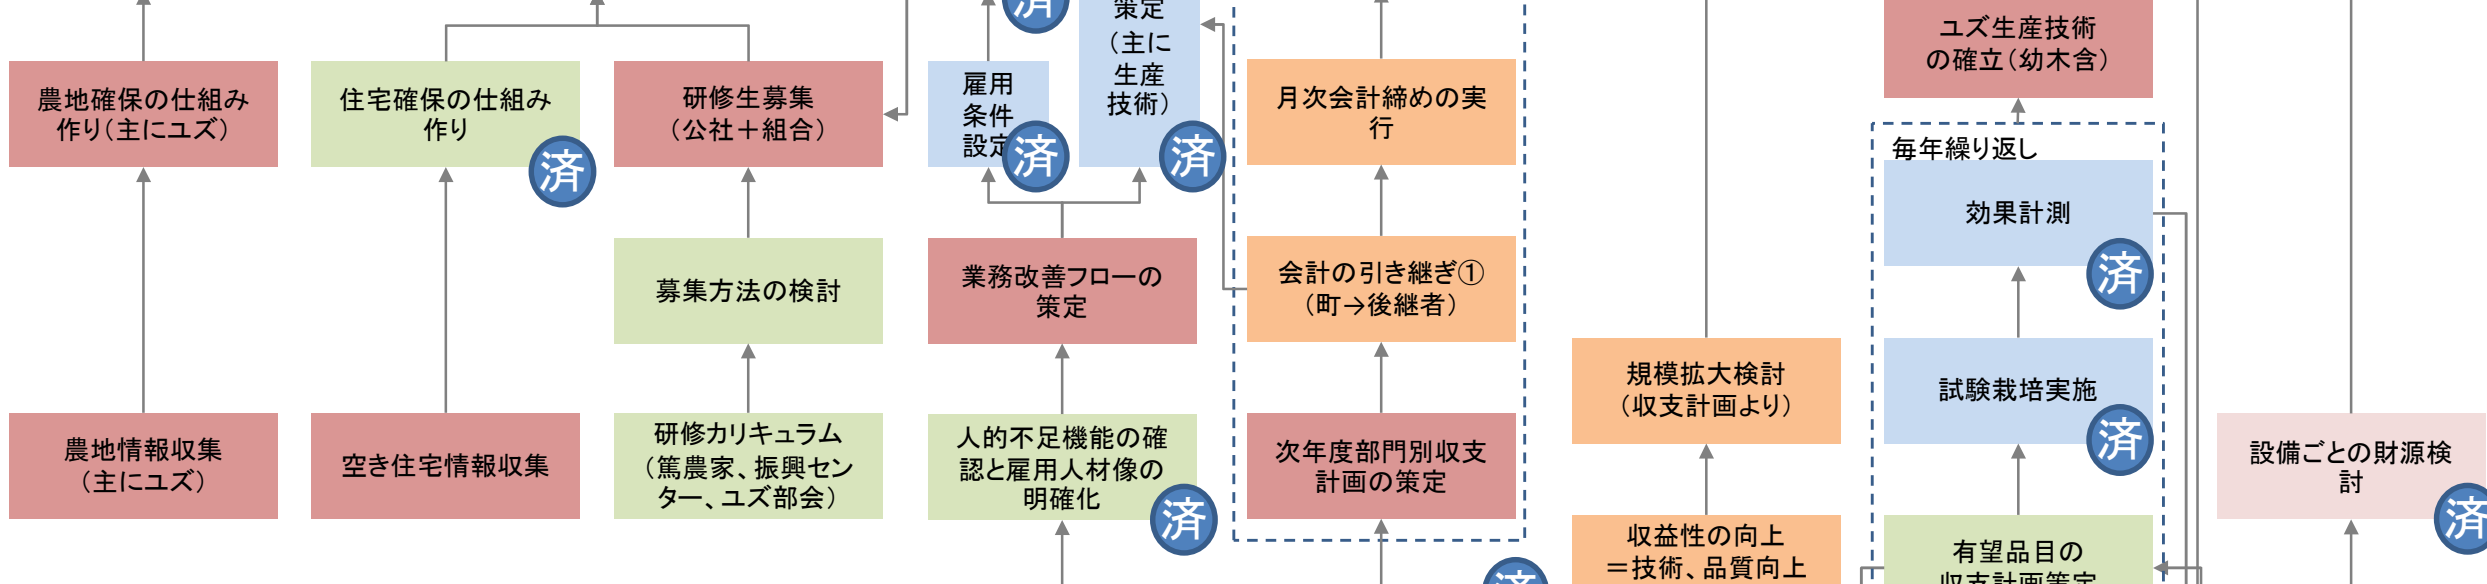 農地確保の仕組み
作り（主にユズ）
農地情報収集
（主にユズ）
住宅確保の仕組み
作り
済
空き住宅情報収集
研修生募集
（公社＋組合）
募集方法の検討
研修カリキュラム
（篤農家、振興セン
ター、ユズ部会）
済
雇用
条件
設定
済
策定
（主に
生産
技術）
済
業務改善フローの
策定
人的不足機能の確
認と雇用人材像の
明確化
済
月次会計締めの実
行
会計の引き継ぎ①
（町→後継者）
次年度部門別収支
計画の策定
済
規模拡大検討
（収支計画より）
収益性の向上
＝技術、品質向上
ユズ生産技術
の確立（幼木含）
毎年繰り返し
効果計測
済
試験栽培実施
済
有望品目の
収支計画策定
設備ごとの財源検
討
済